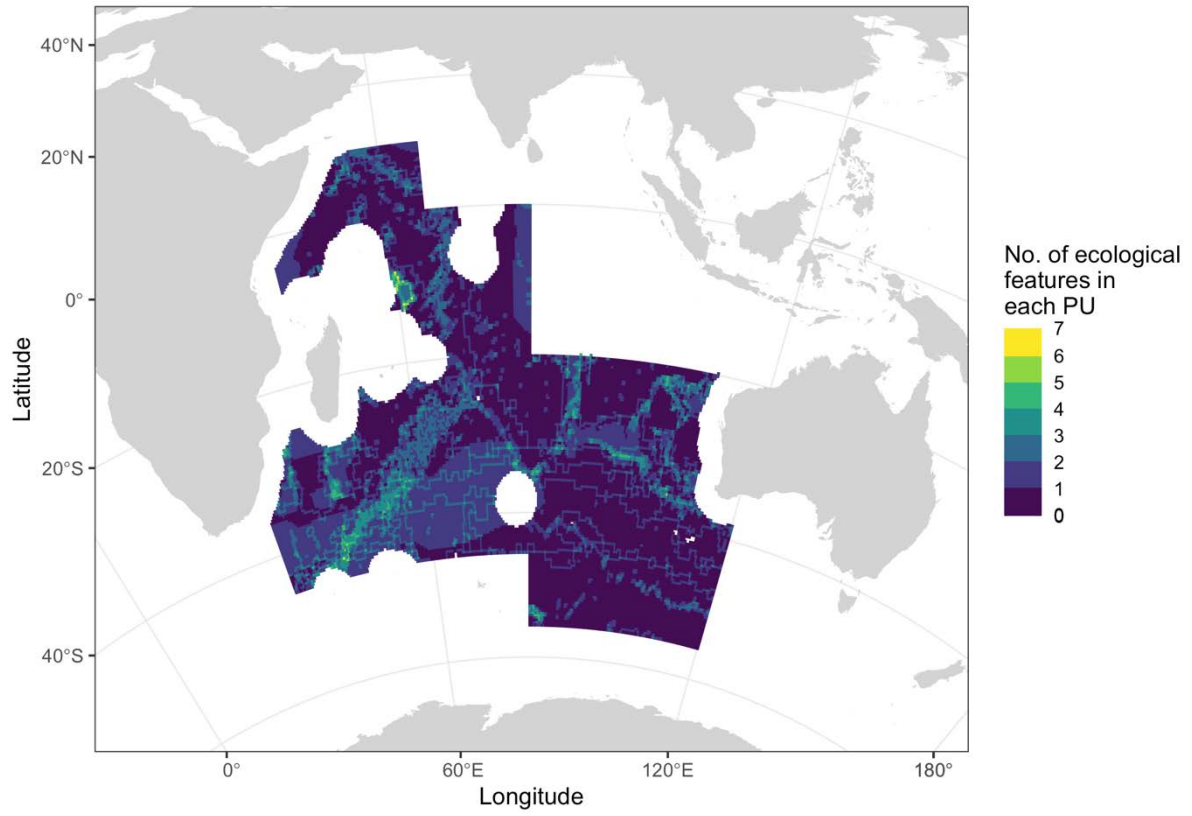 40°N
20°N
0°
20°S
40°S
Latitude
0°
60°E
120°E
180°
Longitude
No. of ecological
features in
each PU
7
6
5
4
3
2
1
0